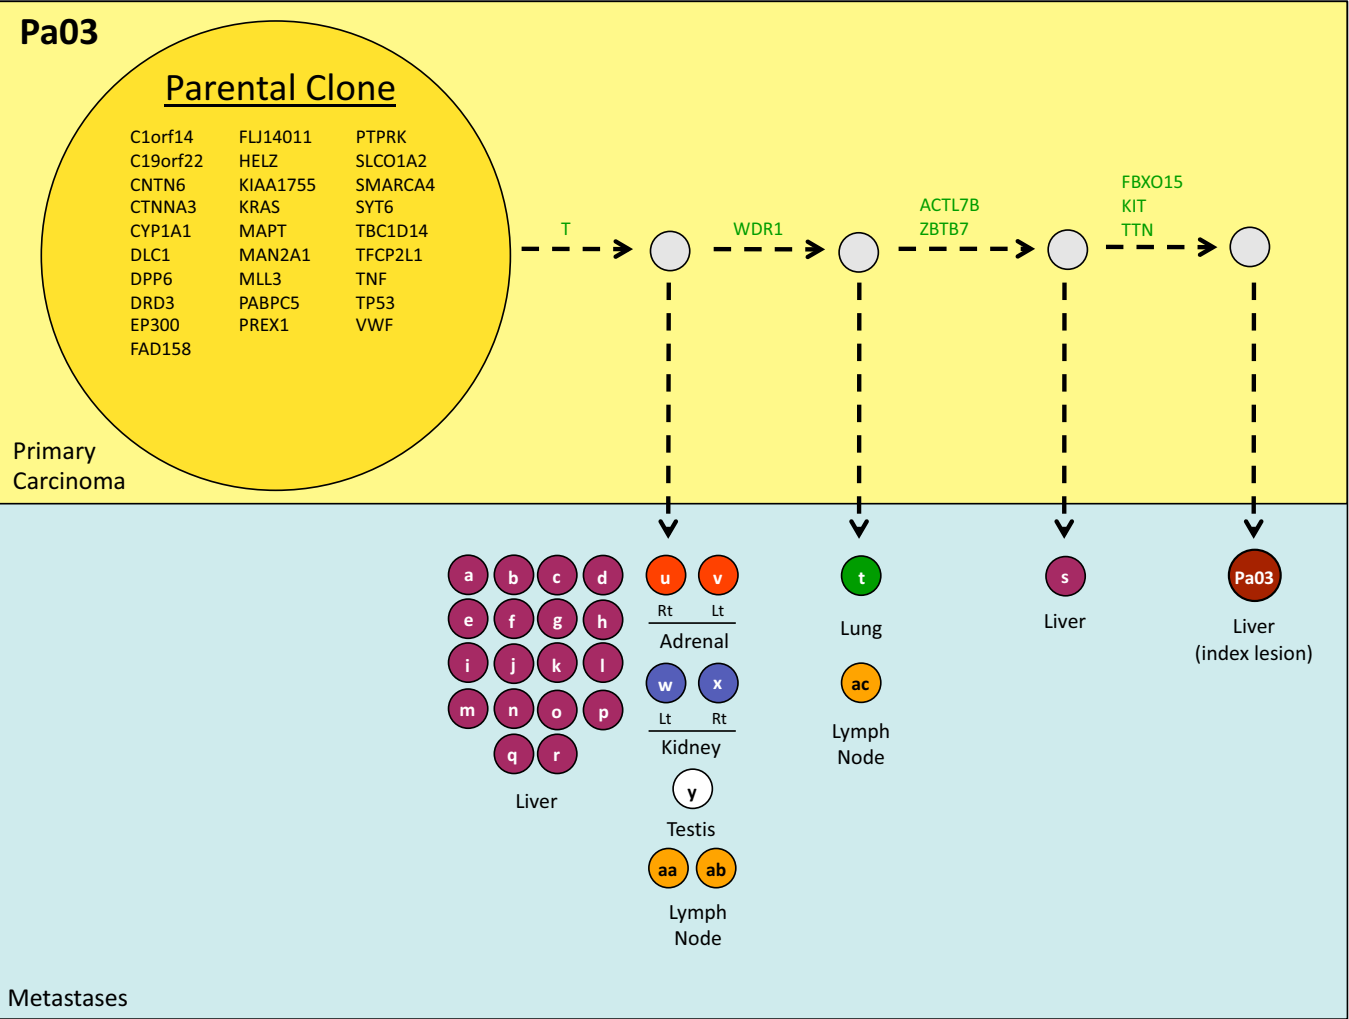 Pa03
Parental Clone
C1orf14 FLJ14011 PTPRK
C19orf22 HELZ SLCO1A2
CNTN6 KIAA1755 SMARCA4
CTNNA3 KRAS SYT6
CYP1A1 MAPT TBC1D14
DLC1 MAN2A1 TFCP2L1
DPP6 MLL3 TNF
DRD3 PABPC5 TP53
EP300 PREX1 VWF
FAD158
T
WDR1
ACTL7B
ZBTB7
FBXO15
KIT
TTN
Primary
Carcinoma
a b c d
e f g h
i j k l
m n o p
q r
Liver
u v
Rt Lt
Adrenal
w x
Lt Rt
Kidney
y
Testis
aa ab
Lymph
Node
t
Lung
ac
Lymph
Node
s
Liver
Pa03
Liver
(index lesion)
Metastases